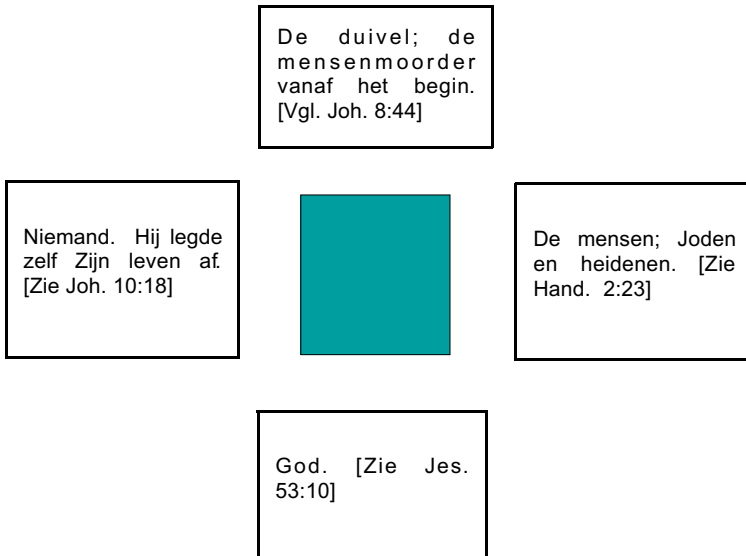 De duivel; de
mensenmoorder
vanaf het begin.
[Vgl. Joh. 8:44]
Niemand. Hij legde
zelf Zijn leven af.
[Zie Joh. 10:18]
De mensen; Joden
en heidenen. [Zie
Hand. 2:23]
God. [Zie Jes.
53:10]